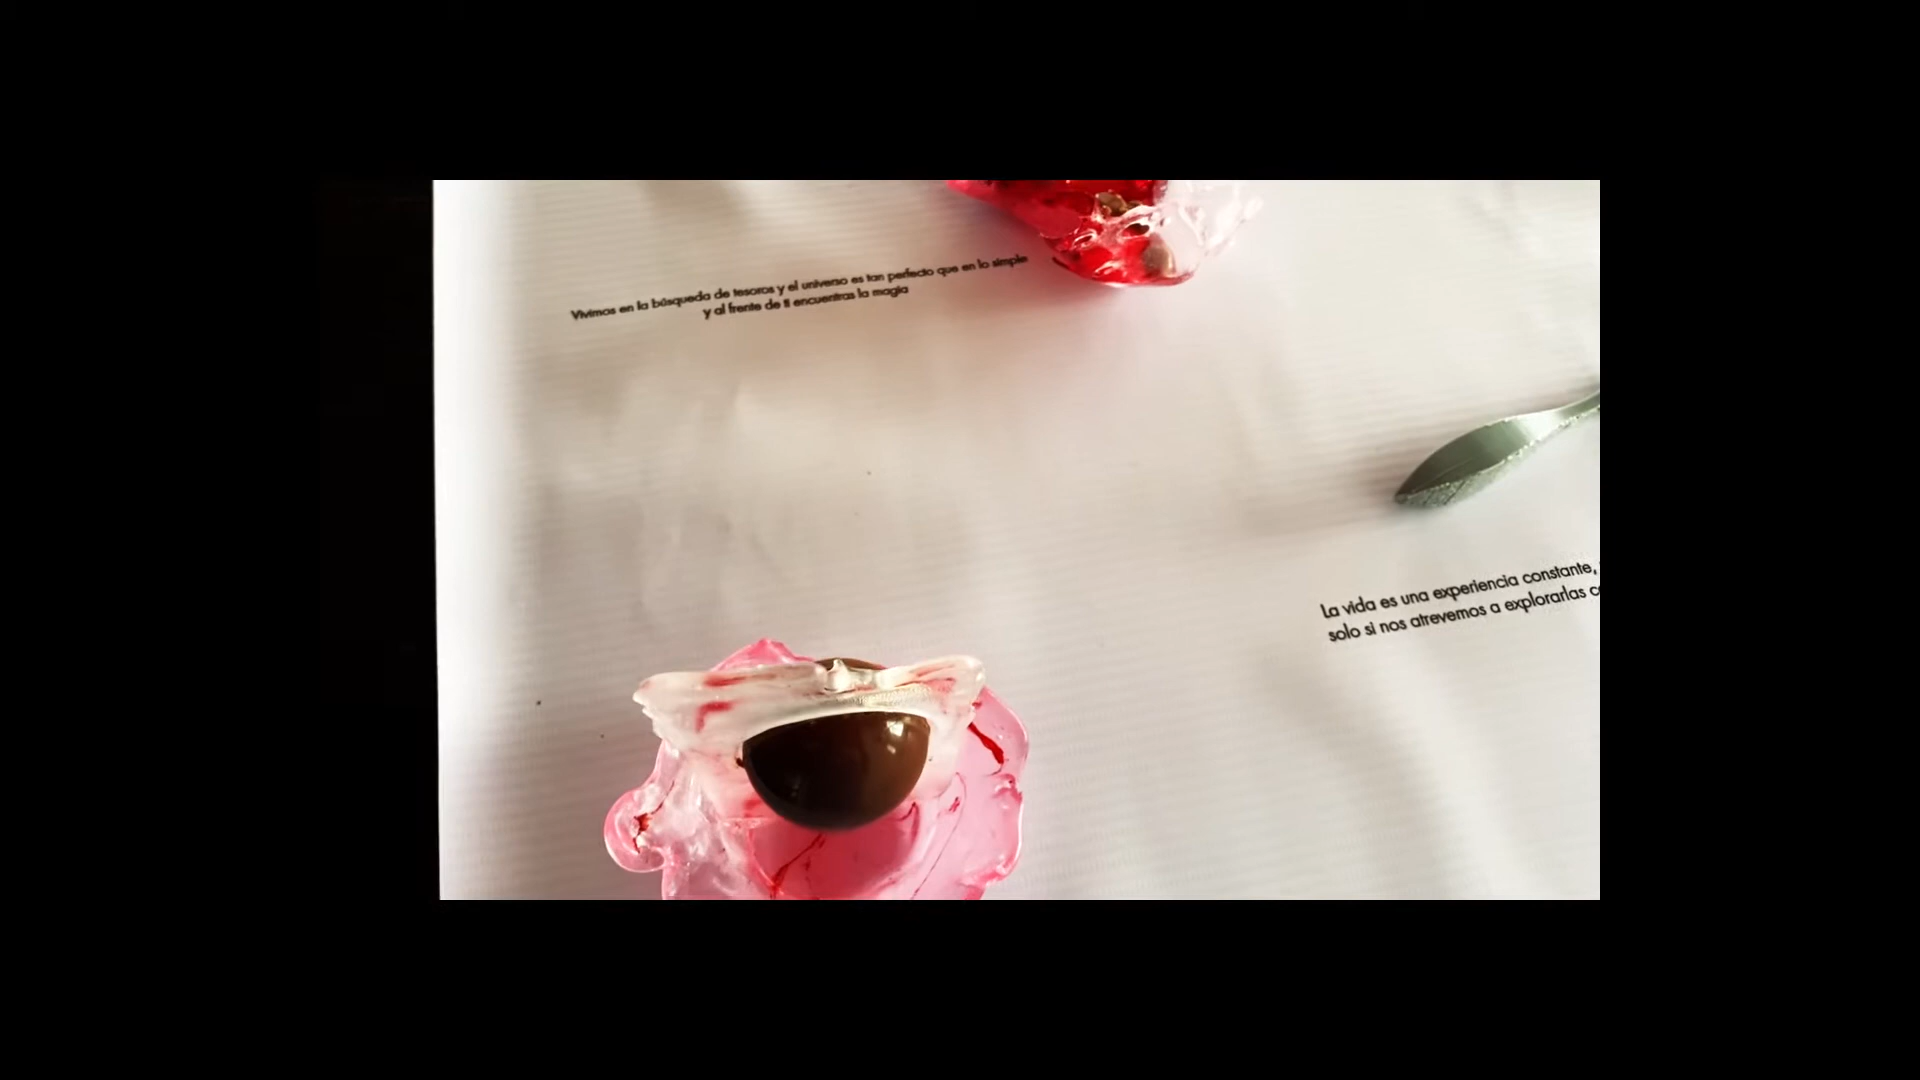 Vivimos en la búsqueda de tesoros y el universo es tan perfecto que en lo simple
y al frente de ti encuentras la magia
La vida es una experiencia constante,
solo si nos atrevemos a explorarlas